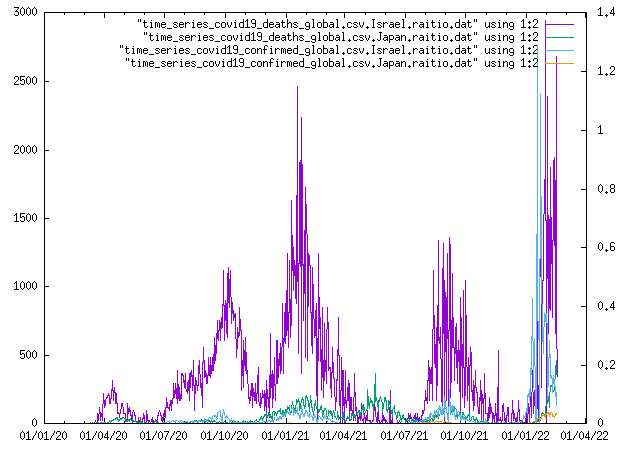 "time_series_covid19_deaths_global.csv.Israel.raitio.dat" using 1:2
"time_series_covid19_deaths_global.csv.Japan.raitio.dat" using 1:2
"time_series_covid19_confirmed_global.csv.Israel.raitio.dat" using 1:2
"time_series_covid19_confirmed_global.csv.Japan.raitio.dat" using 1:2
3000 1.4
2500 1.2
2000 1
1500 0.8
1000 0.6
500 0.4
0 0.2
0
01/01/20 01/04/20 01/07/20 01/10/20 01/01/21 01/04/21 01/07/21 01/10/21 01/01/22 01/04/22